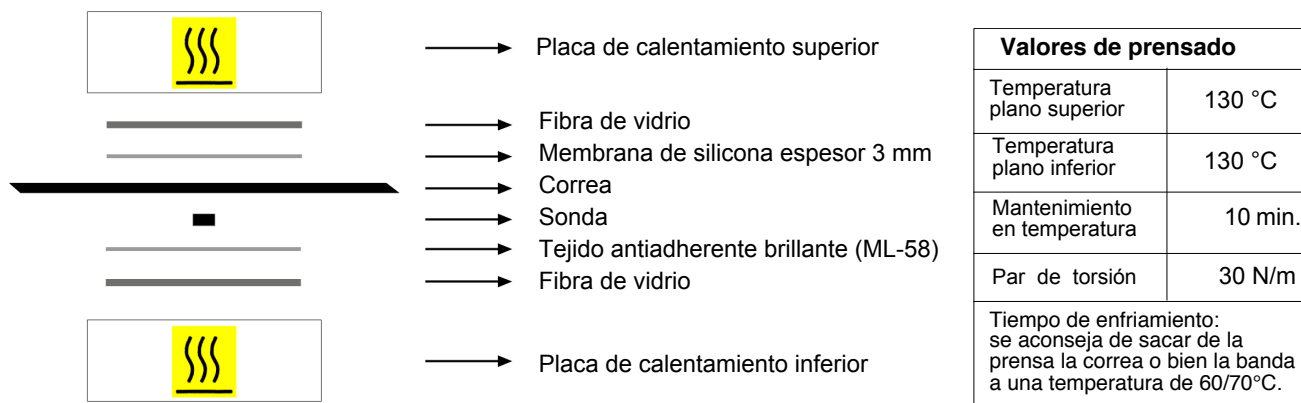 Placa de calentamiento superior
Fibra de vidrio
Membrana de silicona espesor 3 mm
Correa
Sonda
Tejido antiadherente brillante (ML-58)
Fibra de vidrio
Placa de calentamiento inferior
Valores de prensado
Temperatura
plano superior
130 °C
Temperatura
plano inferior
130 °C
Mantenimiento
en temperatura
10 min.
Par de torsión
30 N/m
Tiempo de enfriamiento:
se aconseja de sacar de la
prensa la correa o bien la banda
a una temperatura de 60/70°C.